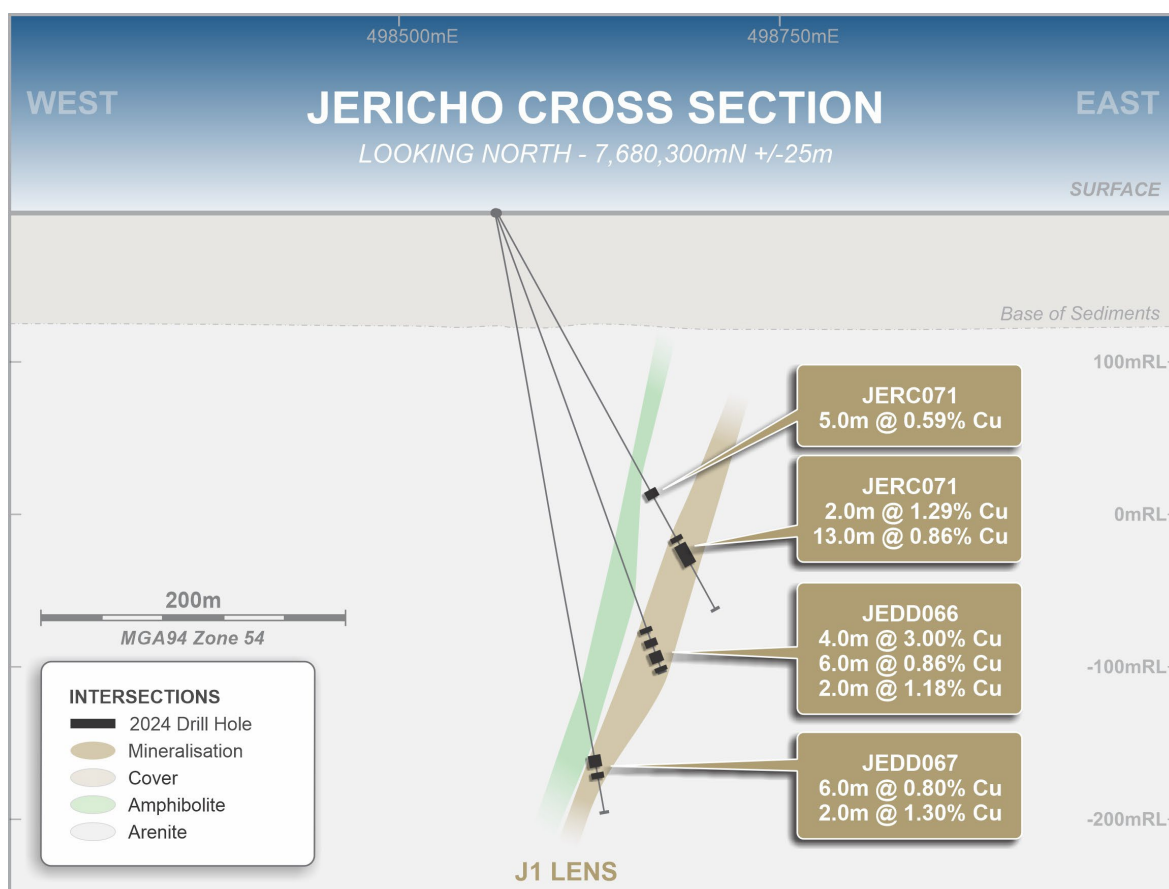 498500mE
498750mE
WEST
JERICHO CROSS SECTION
EAST
LOOKING NORTH - 7,680,300mN +/-25m
SURFACE
Base of Sediments
100mRL
JERC071
5.0m @ 0.59% Cu
JERC071
2.0m @ 1.29% Cu
13.0m @ 0.86% Cu
0mRL
200m
MGA94 Zone 54
JEDD066
4.0m @ 3.00% Cu
6.0m @ 0.86% Cu
2.0m @ 1.18% Cu
-100mRL
INTERSECTIONS
2024 Drill Hole
Mineralisation
Cover
Amphibolite
Arenite
JEDD067
6.0m @ 0.80% Cu
2.0m @ 1.30% Cu
-200mRL
J1 LENS